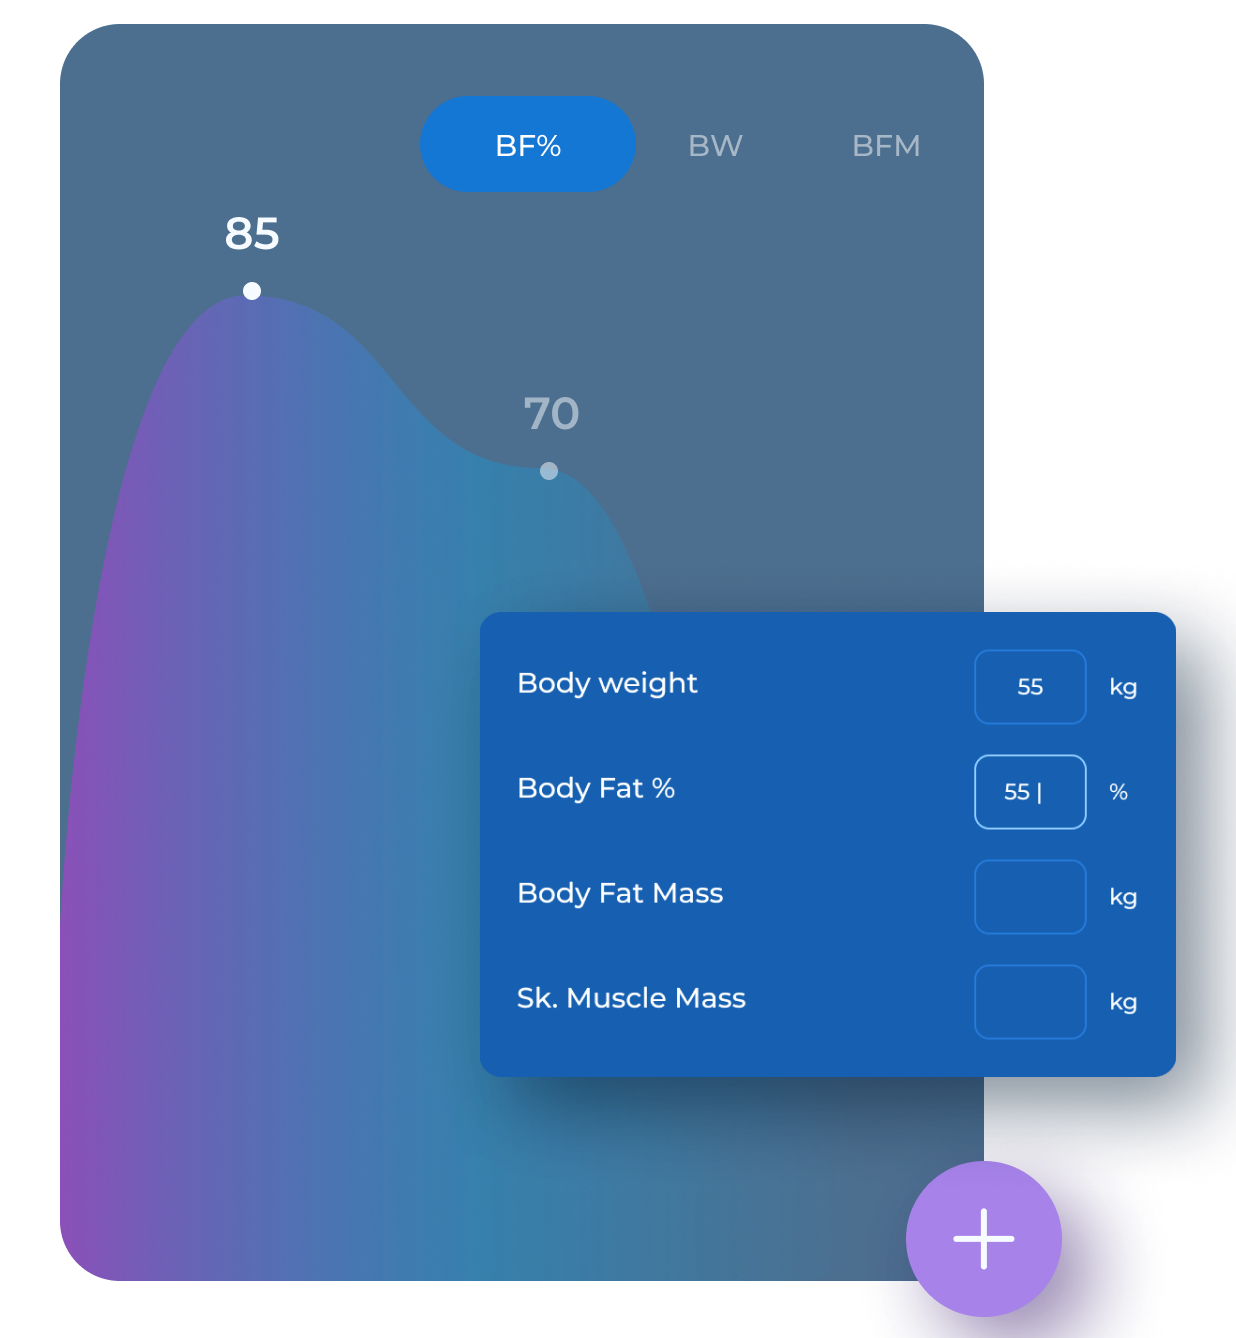 BF% BW BFM
85
70
Body weight 55 kg
Body Fat % 55 | %
Body Fat Mass kg
Sk. Muscle Mass kg